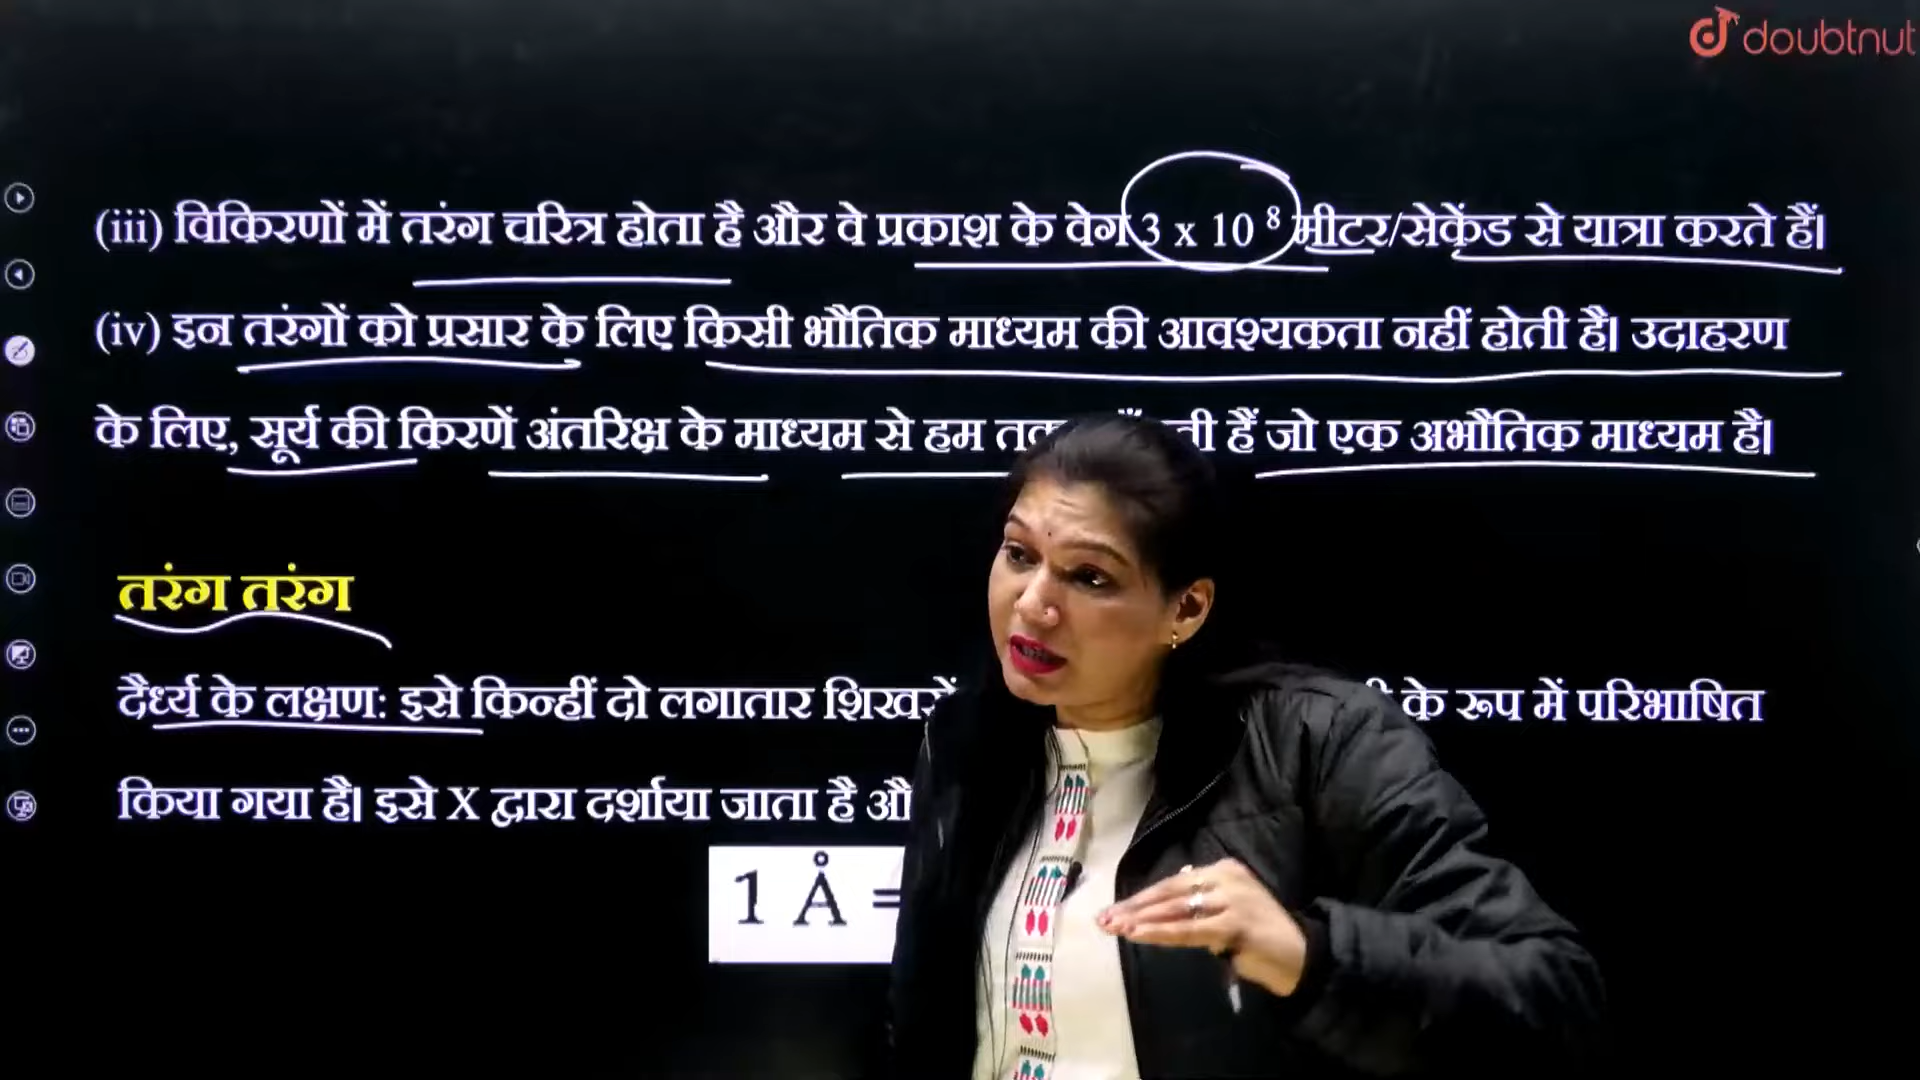 doubtnut
(iii) विकिरणों में तरंग चरित्र होता है और वे प्रकाश के वेग 3 x 10 ⁸ मीटर/सेकेंड से यात्रा करते हैं।
(iv) इन तरंगों को प्रसार के लिए किसी भौतिक माध्यम की आवश्यकता नहीं होती है। उदाहरण
के लिए, सूर्य की किरणें अंतरिक्ष के माध्यम से हम हैं जो एक अभौतिक माध्यम है।
तरंग तरंग
दैर्ध्य के लक्षण: इसे किन्हीं दो लगातार के रूप में परिभाषित
किया गया है। इसे X द्वारा दर्शाया जाता है
1 Å =